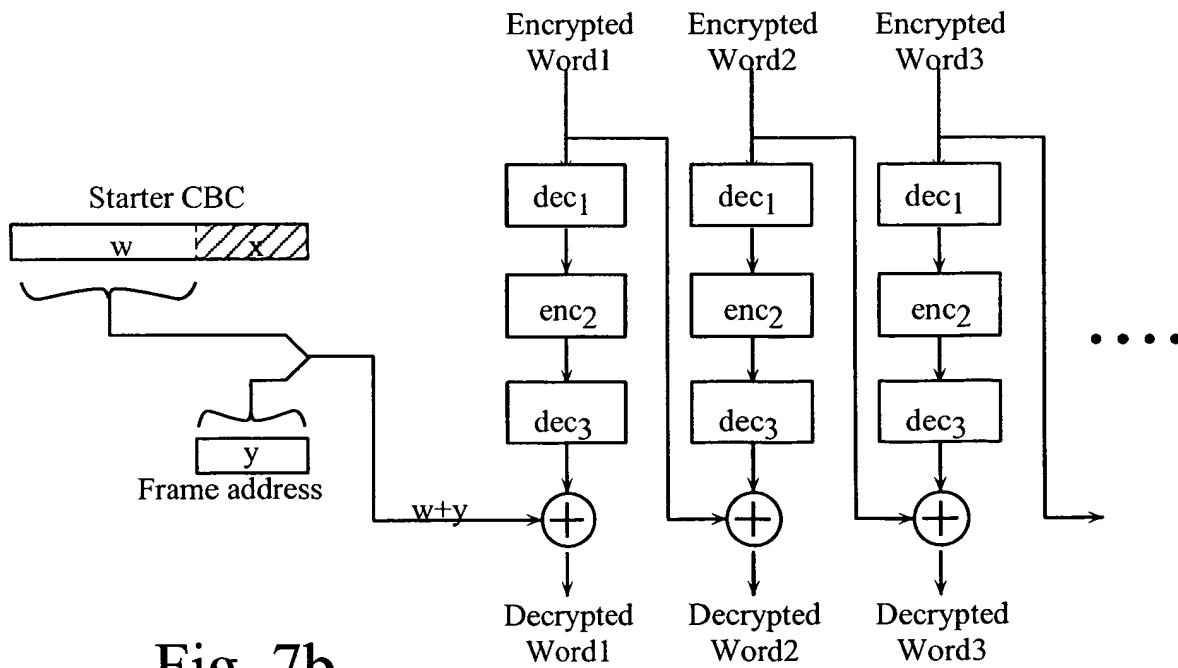 Encrypted Word1
Encrypted Word2
Encrypted Word3
Starter CBC
w
x
y
Frame address
w+y
dec1
dec1
dec1
enc2
enc2
enc2
dec3
dec3
dec3
Decrypted Word1
Decrypted Word2
Decrypted Word3
Fig. 7b